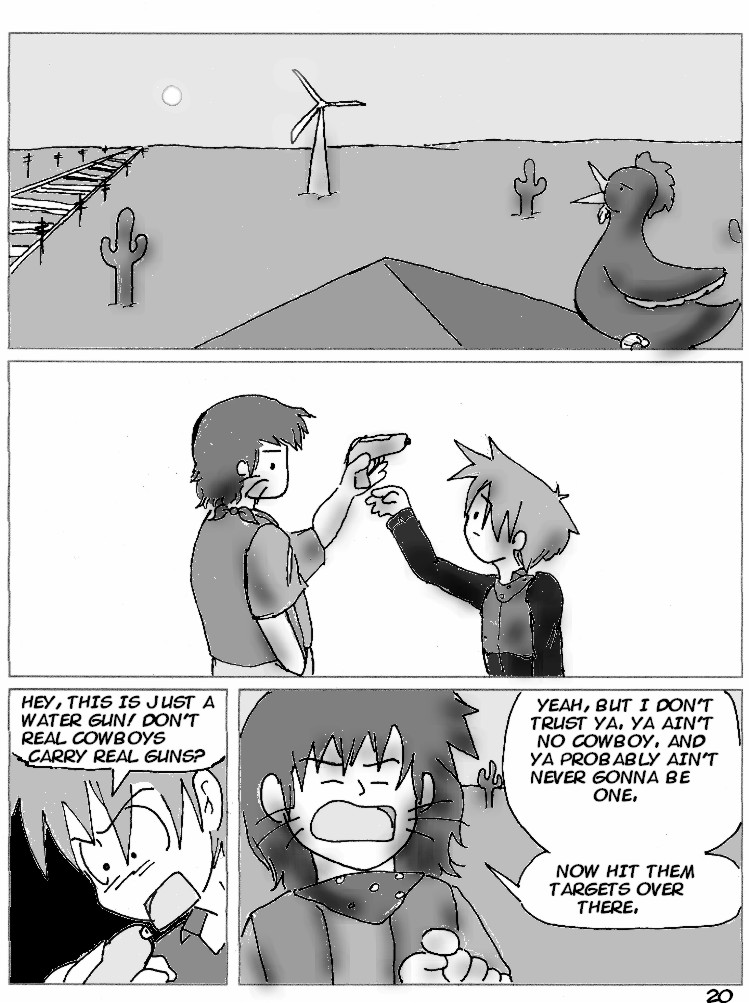 HEY, THIS IS JUST A
WATER GUN! DON'T
REAL COWBOYS
CARRY REAL GUNS?
YEAH, BUT I DON'T
TRUST YA. YA AIN'T
NO COWBOY. AND
YA PROBABLY AIN'T
NEVER GONNA BE
ONE.
NOW HIT THEM
TARGETS OVER
THERE.
20